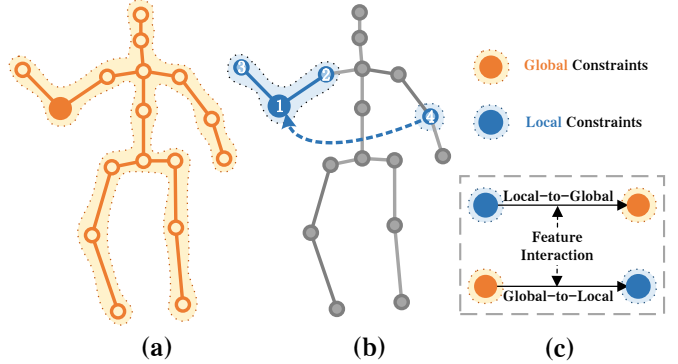 3
2
1
4
Global Constraints
Local Constraints
Local-to-Global
Feature
Interaction
Global-to-Local
(a)
(b)
(c)